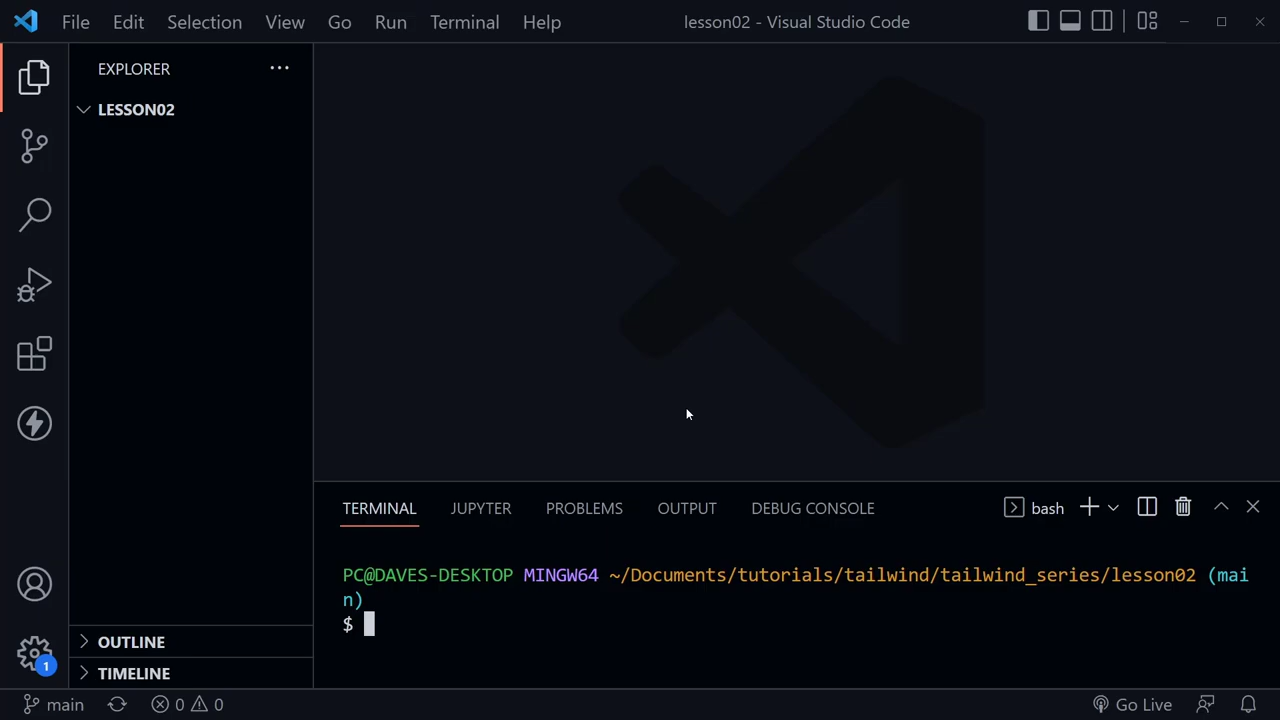 File Edit Selection View Go Run Terminal Help lesson02 - Visual Studio Code
EXPLORER
LESSON02
TERMINAL JUPYTER PROBLEMS OUTPUT DEBUG CONSOLE bash
PC@DAVES-DESKTOP MINGW64 ~/Documents/tutorials/tailwind/tailwind_series/lesson02 (mai
n)
$
OUTLINE
1
TIMELINE
main 0 0 Go Live